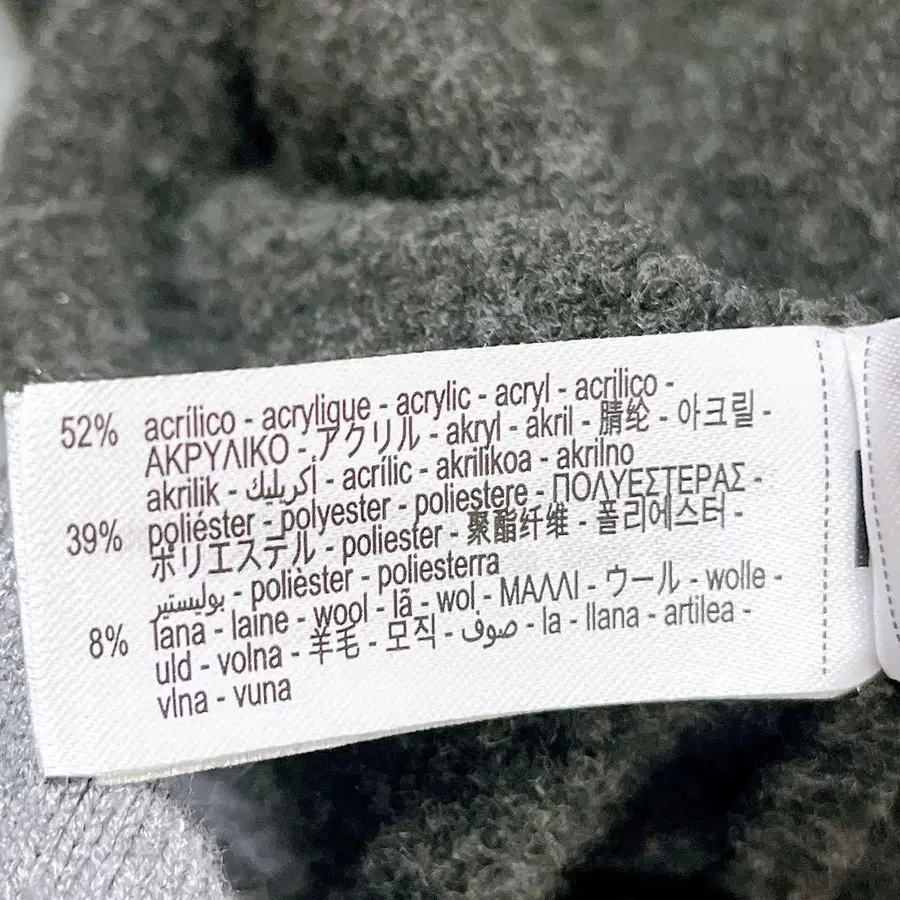 52% acrílico - acrylique - acrylic - acryl - acrilico -
ΑΚΡΥΛΙΚΟ - アクリル - akryl - akril - 腈纶 - 아크릴 -
akrilik - أكريليك - acrílic - akrilikoa - akrilno
39% poliéster - polyester - poliestere - ΠΟΛΥΕΣΤΕΡΑΣ -
ポリエステル - poliester - 聚酯纤维 - 폴리에스터 -
بوليستير - polièster - poliesterra
8% lana - laine - wool - lã - wol - ΜΑΛΛΙ - ウール - wolle -
uld - volna - 羊毛 - 모직 - صوف - la - llana - artilea -
vlna - vuna